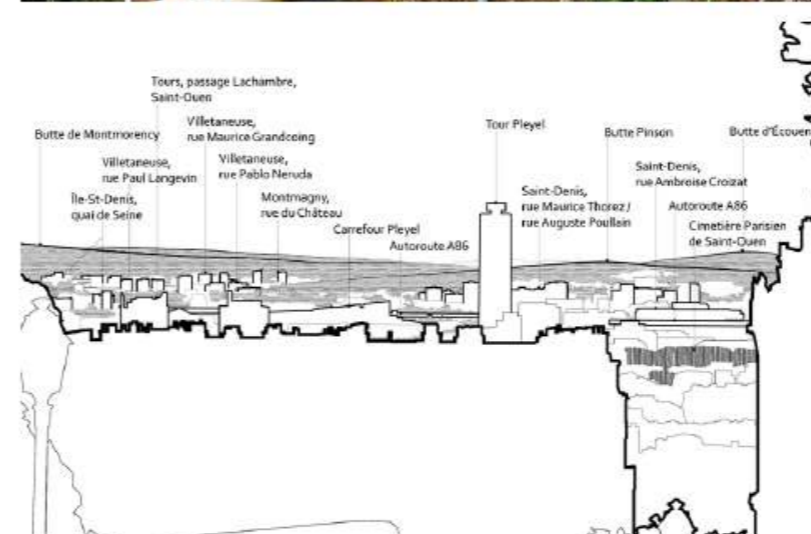 Tours, passage Lachambre,
Saint-Ouen
Butte de Montmorency
Villetaneuse,
rue Maurice Grandcoing
Villetaneuse,
rue Paul Langevin
Villetaneuse,
rue Pablo Neruda
Île-St-Denis,
quai de Seine
Montmagny,
rue du Château
Carrefour Pleyel
Autoroute A86
Tour Pleyel
Saint-Denis,
rue Maurice Thorez /
rue Auguste Poullain
Butte Pinson
Saint-Denis,
rue Ambroise Croizat
Autoroute A86
Cimetière Parisien
de Saint-Ouen
Butte d'Écouen